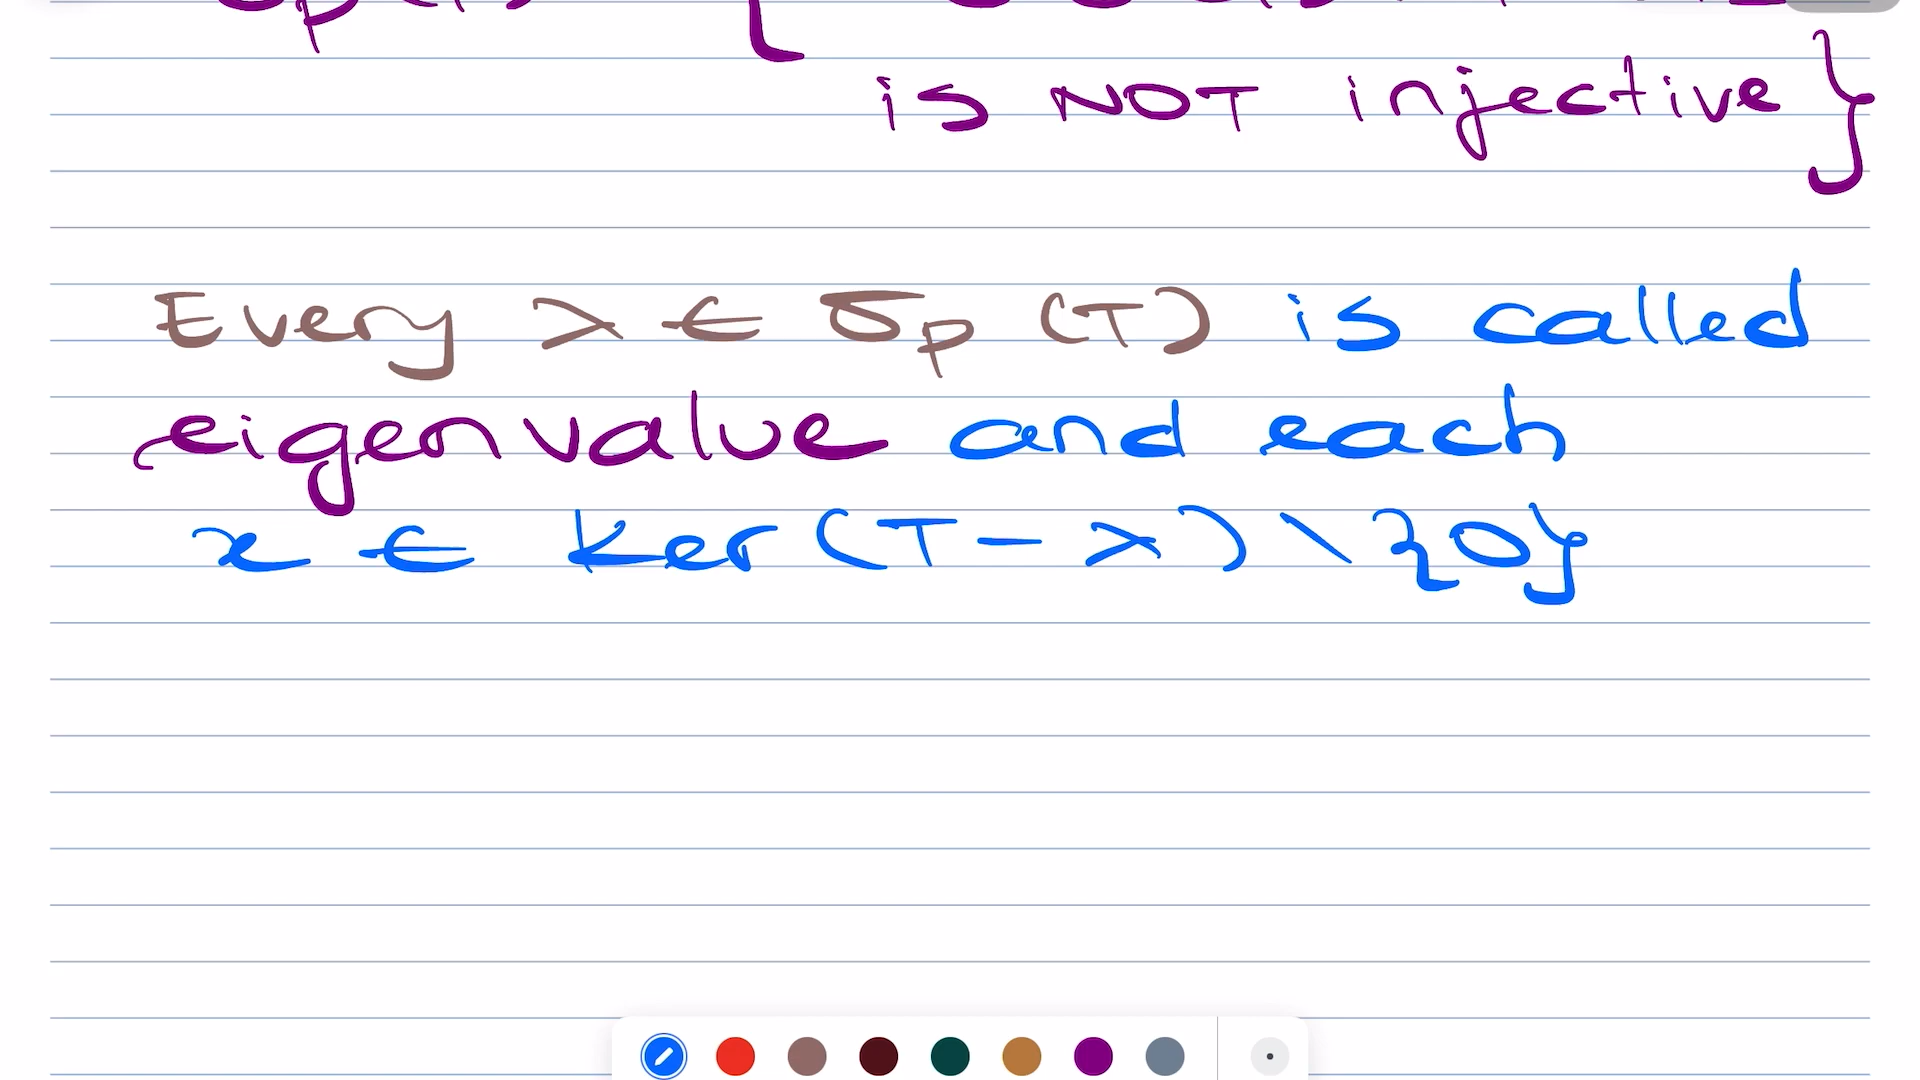 is NOT injective }
Every λ ∈ σp (T) is called
eigenvalue and each
x ∈ ker(T-λ)\{0}